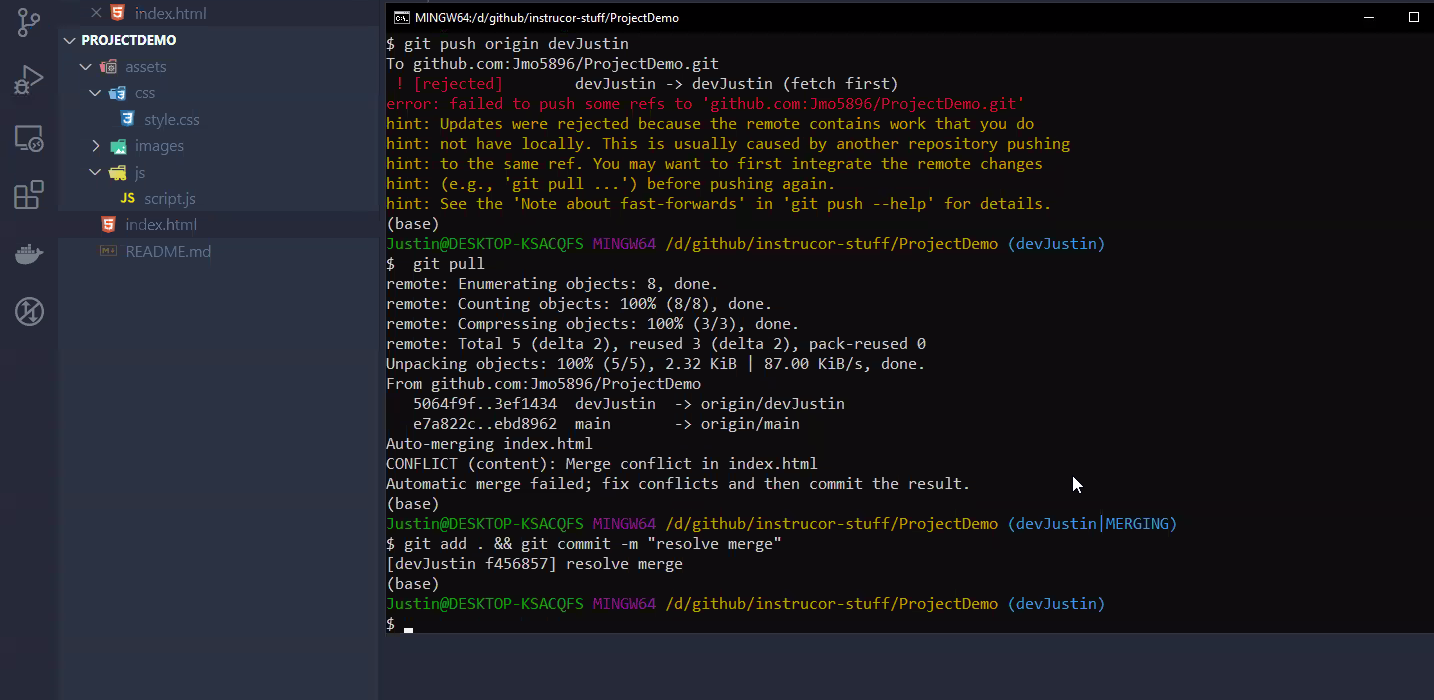 index.html
PROJECTDEMO
assets
css
style.css
images
js
JS script.js
index.html
README.md
MINGW64:/d/github/instrucor-stuff/ProjectDemo
$ git push origin devJustin
To github.com:Jmo5896/ProjectDemo.git
! [rejected]        devJustin -> devJustin (fetch first)
error: failed to push some refs to 'github.com:Jmo5896/ProjectDemo.git'
hint: Updates were rejected because the remote contains work that you do
hint: not have locally. This is usually caused by another repository pushing
hint: to the same ref. You may want to first integrate the remote changes
hint: (e.g., 'git pull ...') before pushing again.
hint: See the 'Note about fast-forwards' in 'git push --help' for details.
(base)
Justin@DESKTOP-KSACQFS MINGW64 /d/github/instrucor-stuff/ProjectDemo (devJustin)
$  git pull
remote: Enumerating objects: 8, done.
remote: Counting objects: 100% (8/8), done.
remote: Compressing objects: 100% (3/3), done.
remote: Total 5 (delta 2), reused 3 (delta 2), pack-reused 0
Unpacking objects: 100% (5/5), 2.32 KiB | 87.00 KiB/s, done.
From github.com:Jmo5896/ProjectDemo
   5064f9f..3ef1434  devJustin  -> origin/devJustin
   e7a822c..ebd8962  main       -> origin/main
Auto-merging index.html
CONFLICT (content): Merge conflict in index.html
Automatic merge failed; fix conflicts and then commit the result.
(base)
Justin@DESKTOP-KSACQFS MINGW64 /d/github/instrucor-stuff/ProjectDemo (devJustin|MERGING)
$ git add . && git commit -m "resolve merge"
[devJustin f456857] resolve merge
(base)
Justin@DESKTOP-KSACQFS MINGW64 /d/github/instrucor-stuff/ProjectDemo (devJustin)
$